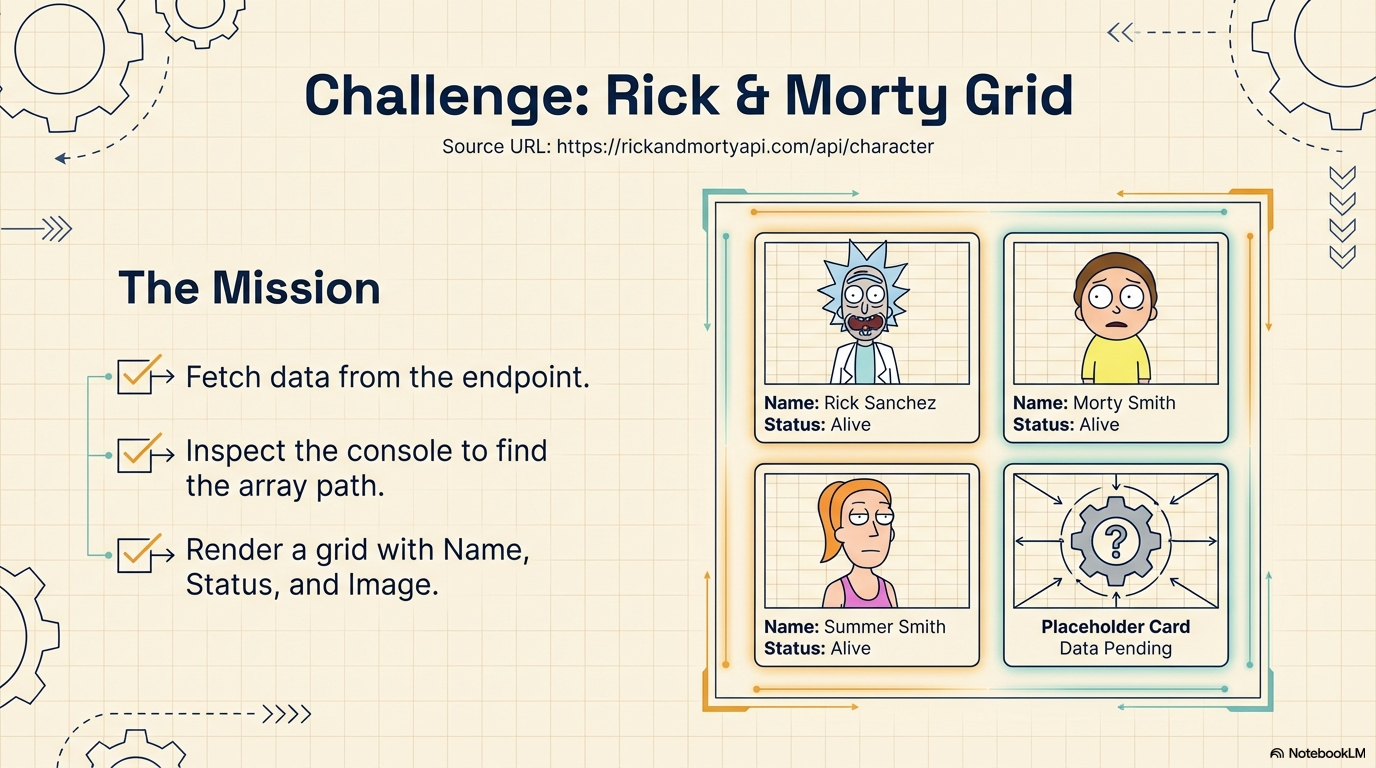 Challenge: Rick & Morty Grid
Source URL: https://rickandmortyapi.com/api/character
The Mission
Fetch data from the endpoint.
Inspect the console to find
the array path.
Render a grid with Name,
Status, and Image.
Name: Rick Sanchez
Status: Alive
Name: Morty Smith
Status: Alive
Name: Summer Smith
Status: Alive
?
Placeholder Card
Data Pending
NotebookLM